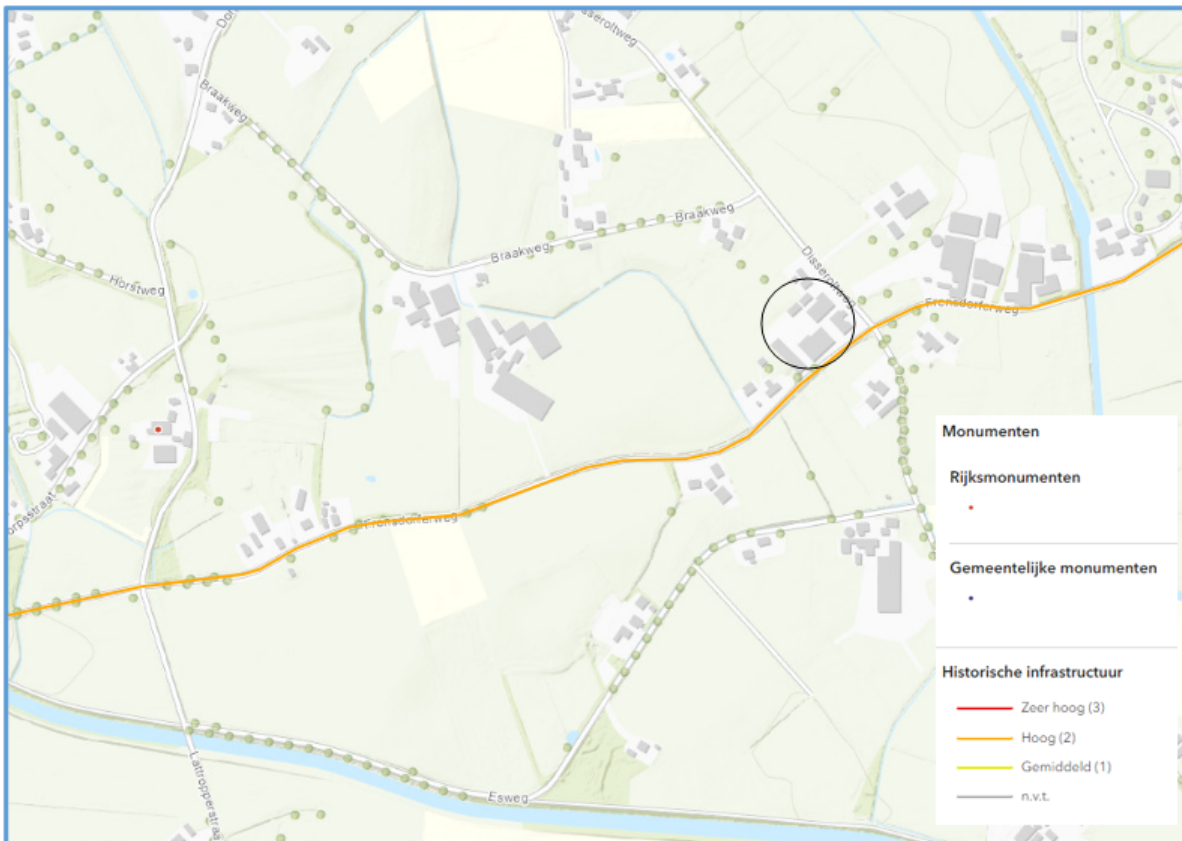 Disseroltweg
Braakweg
Braakweg
Braakweg
Horstweg
Disseroltweg
Frensdorferweg
Frensdorferweg
Esweg
Monumenten
Rijksmonumenten
Gemeentelijke monumenten
Historische infrastructuur
Zeer hoog (3)
Hoog (2)
Gemiddeld (1)
n.v.t.